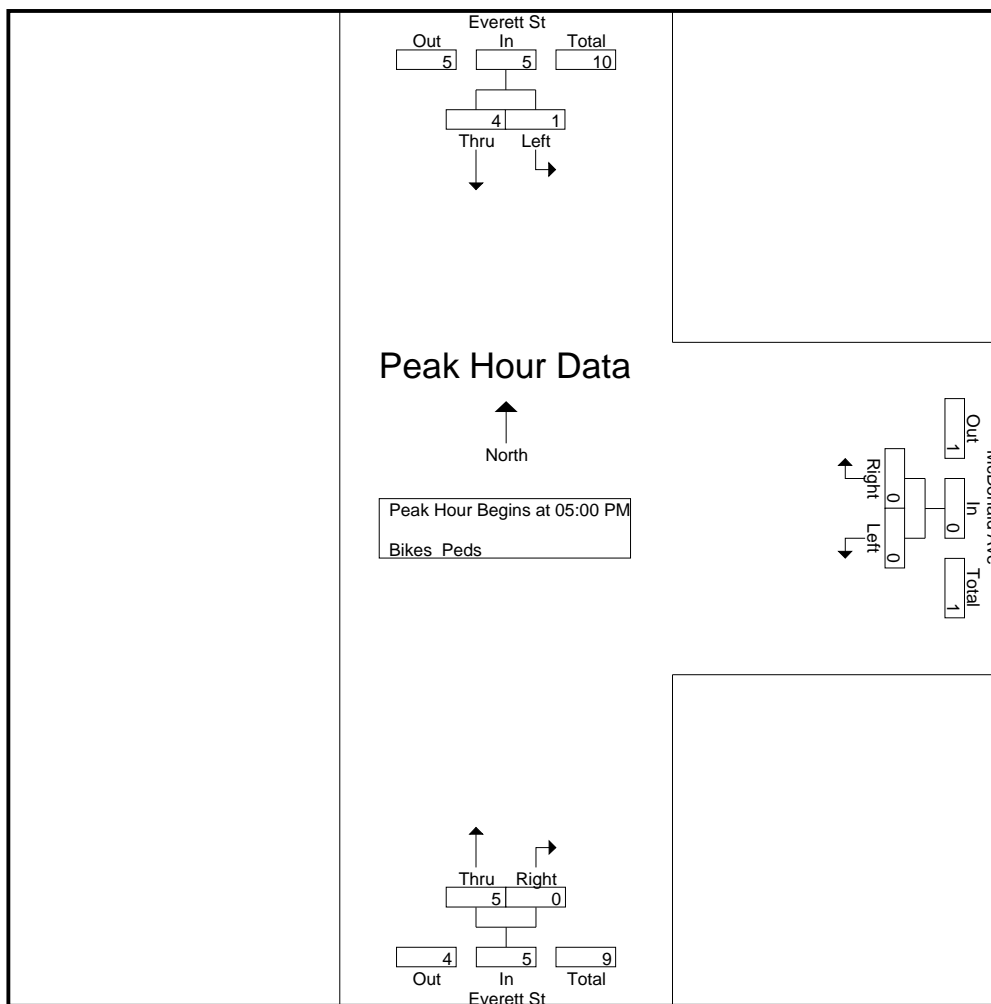 Everett St
Out In Total
5 5 10
4 1
Thru Left
Peak Hour Data
North
Peak Hour Begins at 05:00 PM
Bikes Peds
Out In Total
1 0 1
Right Left
0 0
Thru Right
5 0
4 5 9
Out In Total
Everett St